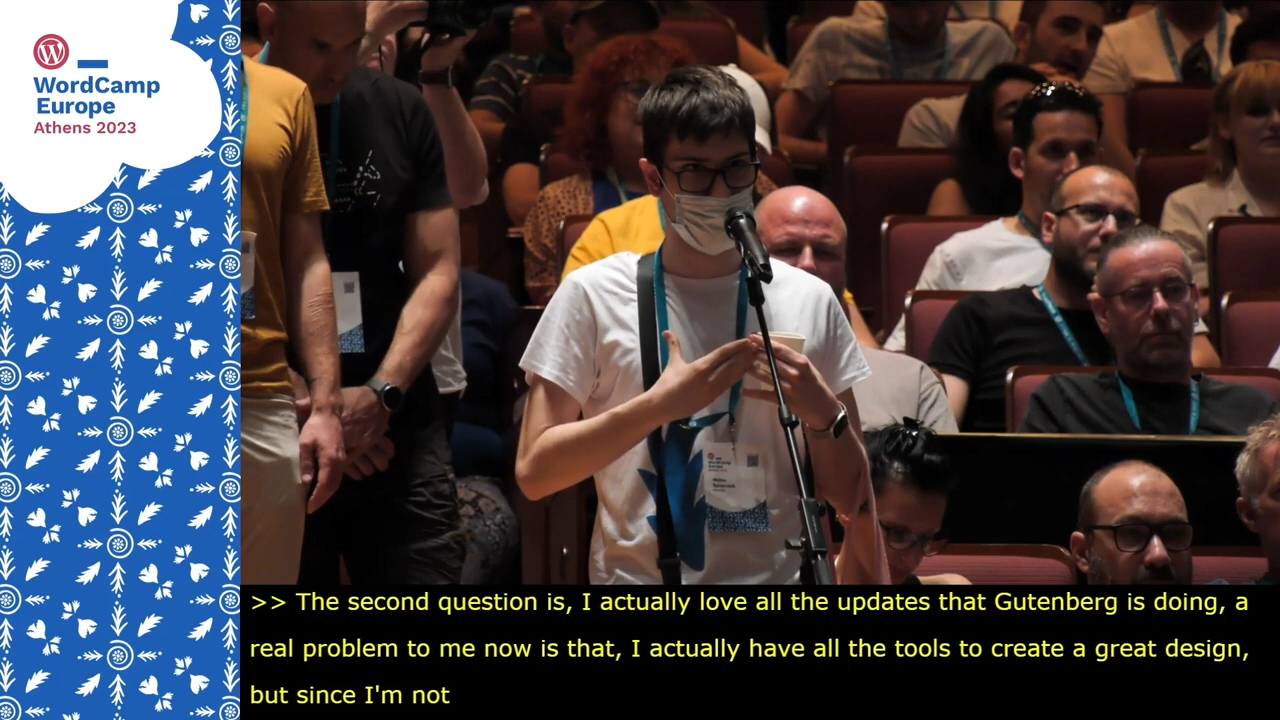 WordCamp
Europe
Athens 2023
>> The second question is, I actually love all the updates that Gutenberg is doing, a
real problem to me now is that, I actually have all the tools to create a great design,
but since I'm not